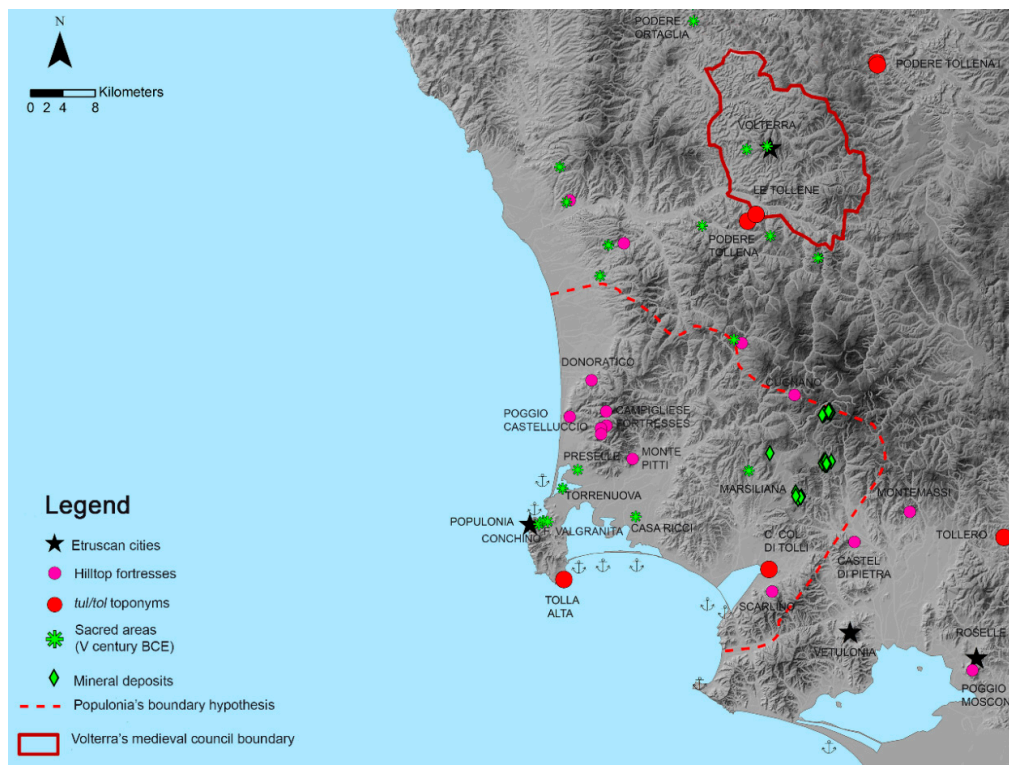 PODERE
ORTAGLIA
N
PODERE TOLLENA I
0 2 4 8 Kilometers
VOLTERRA
LE TOLLENE
PODERE
TOLLENA
DONORATICO
CUGNANO
POGGIO
CASTELLUCCIO
CAMPIGLIESE
FORTRESSES
PRESELLE
MONTE
PITTI
MARSILIANA
MONTEMASSI
TORRENUOVA
POPULONIA
CONCHINO
F. VALGRANITA
CASA RICCI
C. COL
DI TOLLI
CASTEL
DI PIETRA
TOLLERO
TOLLA
ALTA
SCARLINO
VETULONIA
ROSELLE
POGGIO
MOSCON
Legend
Etruscan cities
Hilltop fortresses
tul/tol toponyms
Sacred areas
(V century BCE)
Mineral deposits
Populonia's boundary hypothesis
Volterra's medieval council boundary